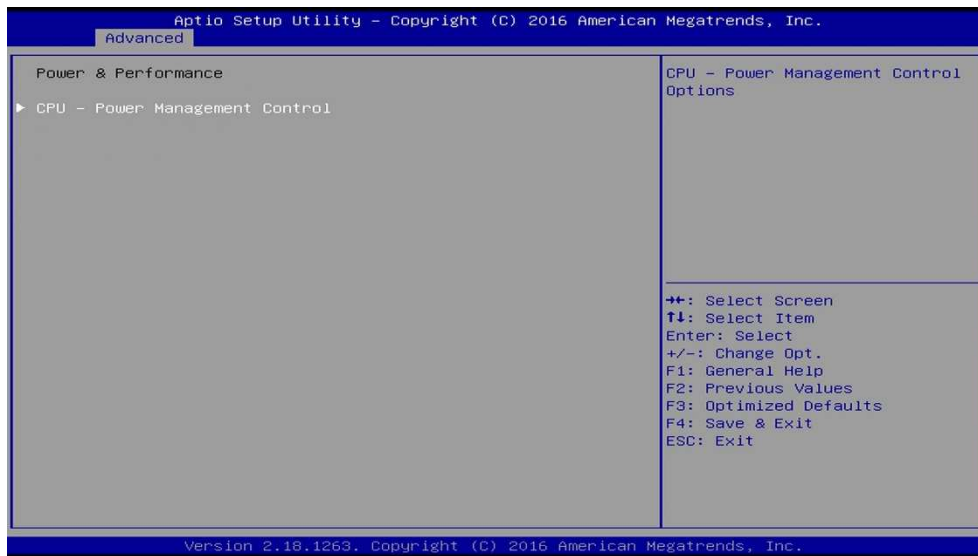 Aptio Setup Utility – Copyright (C) 2016 American Megatrends, Inc.
Advanced
Power & Performance
▶ CPU – Power Management Control
CPU – Power Management Control
Options
→←: Select Screen
↑↓: Select Item
Enter: Select
+/-: Change Opt.
F1: General Help
F2: Previous Values
F3: Optimized Defaults
F4: Save & Exit
ESC: Exit
Version 2.18.1263. Copyright (C) 2016 American Megatrends, Inc.